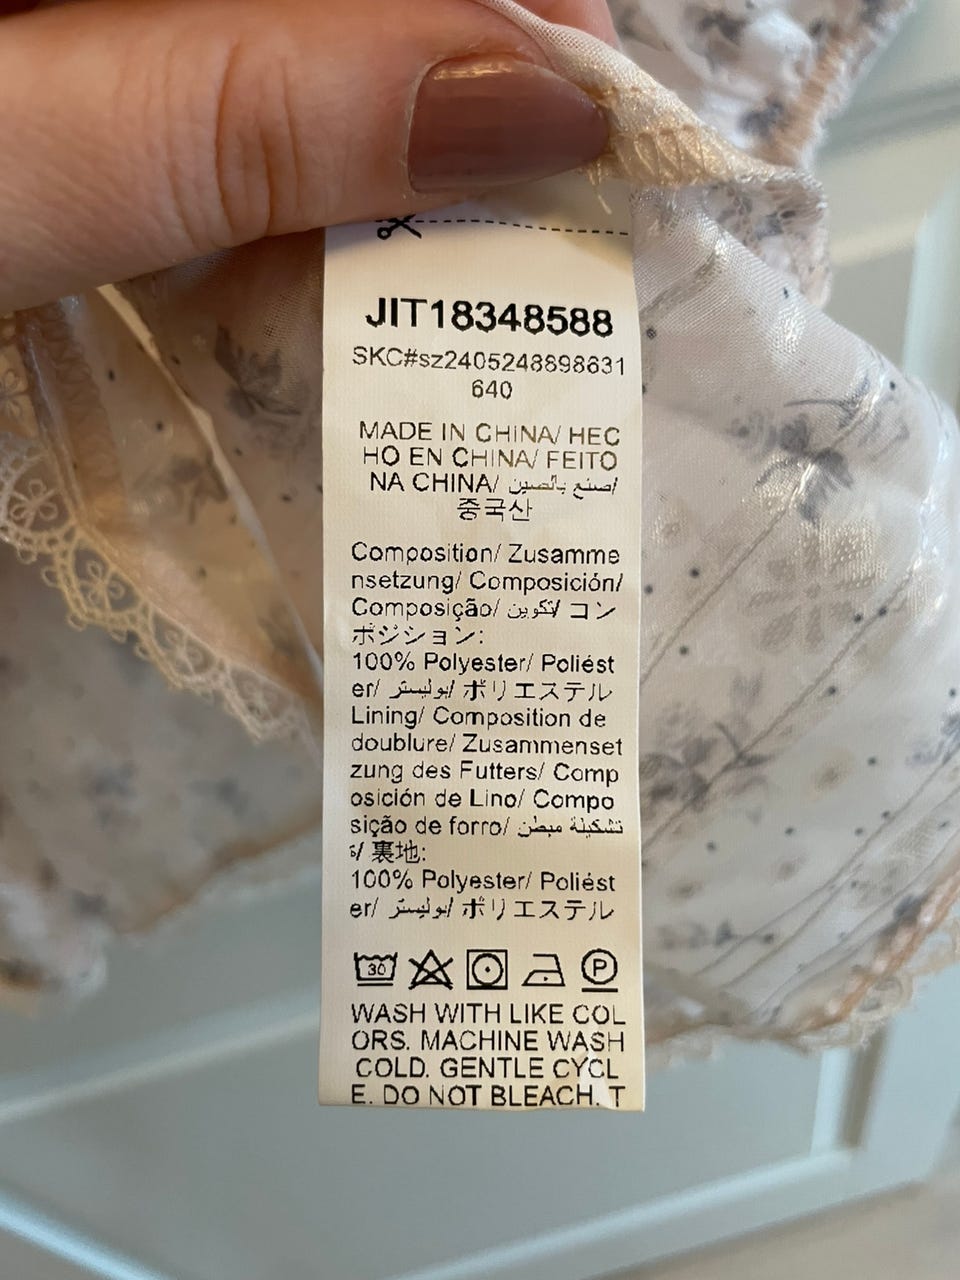 JIT18348588
SKC#sz2405248898631
640
MADE IN CHINA/ HEC
HO EN CHINA/ FEITO
NA CHINA/ صنع بالصين/
중국산
Composition/ Zusamme
nsetzung/ Composición/
Composição/ تكوين/ コン
ポジション:
100% Polyester/ Poliést
er/ بوليستر/ ポリエステル
Lining/ Composition de
doublure/ Zusammenset
zung des Futters/ Comp
osición de Lino/ Compo
sição de forro/ تشكيلة مبطن
ة/ 裏地:
100% Polyester/ Poliést
er/ بوليستر/ ポリエステル
30 P
WASH WITH LIKE COL
ORS. MACHINE WASH
COLD. GENTLE CYCL
E. DO NOT BLEACH. T